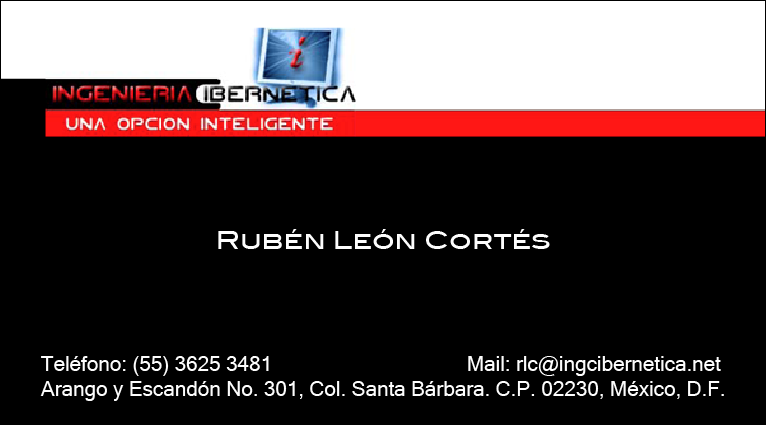 i
INGENIERIA CIBERNETICA
UNA OPCION INTELIGENTE
Rubén León Cortés
Teléfono: (55) 3625 3481 Mail: rlc@ingcibernetica.net
Arango y Escandón No. 301, Col. Santa Bárbara. C.P. 02230, México, D.F.